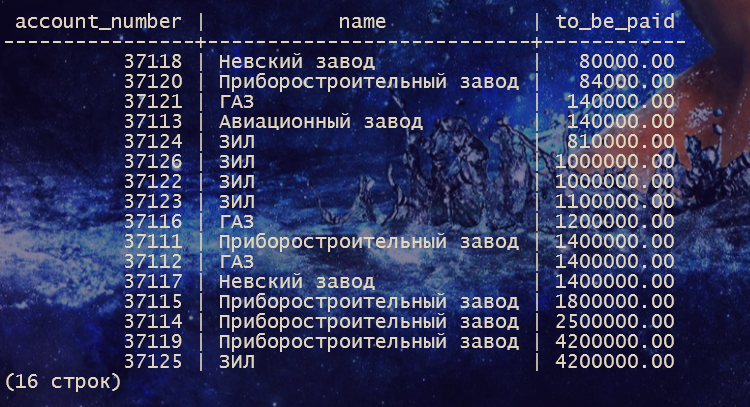 account_number | name | to_be_paid
----------------+---------------------------+------------
37118 | Невский завод | 80000.00
37120 | Приборостроительный завод | 84000.00
37121 | ГАЗ | 140000.00
37113 | Авиационный завод | 140000.00
37124 | ЗИЛ | 810000.00
37126 | ЗИЛ | 1000000.00
37122 | ЗИЛ | 1000000.00
37123 | ЗИЛ | 1100000.00
37116 | ГАЗ | 1200000.00
37111 | Приборостроительный завод | 1400000.00
37112 | ГАЗ | 1400000.00
37117 | Невский завод | 1400000.00
37115 | Приборостроительный завод | 1800000.00
37114 | Приборостроительный завод | 2500000.00
37119 | Приборостроительный завод | 4200000.00
37125 | ЗИЛ | 4200000.00
(16 строк)